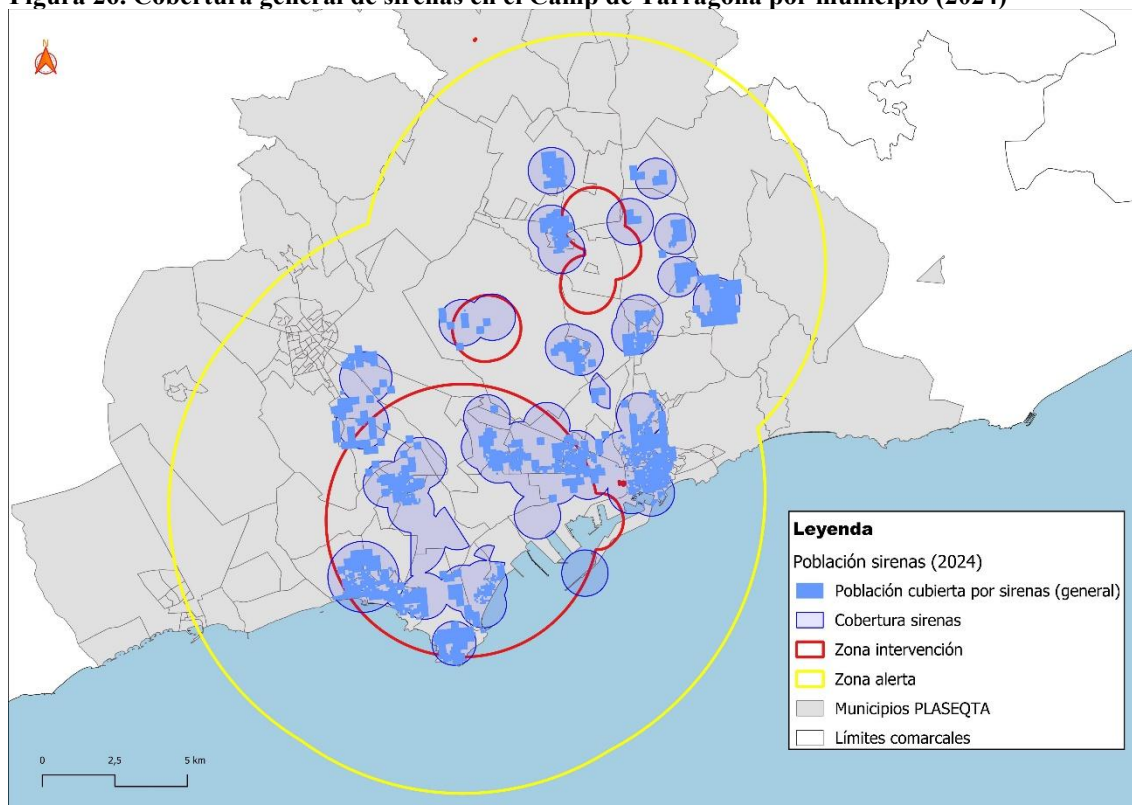 Figura 26. Cobertura general de sirenas en el Camp de Tarragona por municipio (2024)
N
Leyenda
Población sirenas (2024)
Población cubierta por sirenas (general)
Cobertura sirenas
Zona intervención
Zona alerta
Municipios PLASEQTA
Límites comarcales
0 2,5 5 km